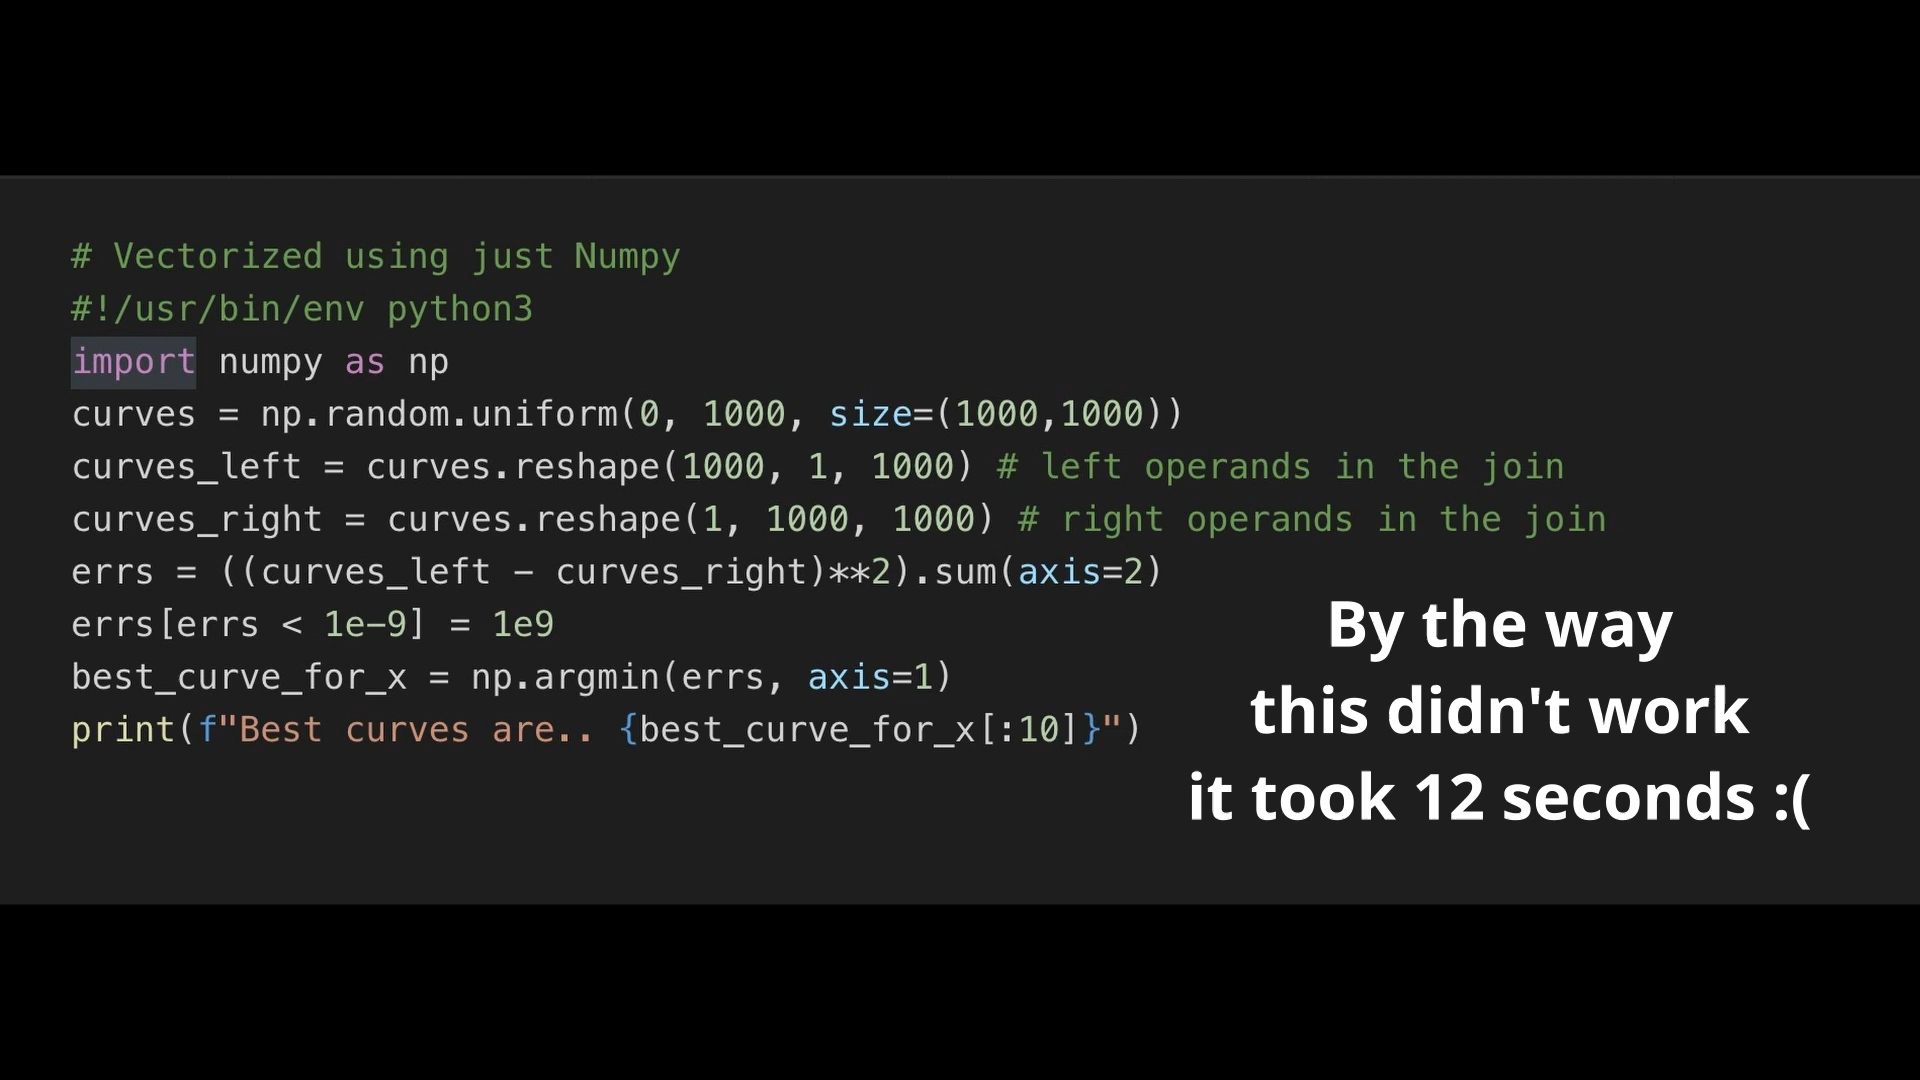 # Vectorized using just Numpy
#!/usr/bin/env python3
import numpy as np
curves = np.random.uniform(0, 1000, size=(1000,1000))
curves_left = curves.reshape(1000, 1, 1000) # left operands in the join
curves_right = curves.reshape(1, 1000, 1000) # right operands in the join
errs = ((curves_left - curves_right)**2).sum(axis=2)
errs[errs < 1e-9] = 1e9
best_curve_for_x = np.argmin(errs, axis=1)
print(f"Best curves are.. {best_curve_for_x[:10]}")
By the way
this didn't work
it took 12 seconds :(